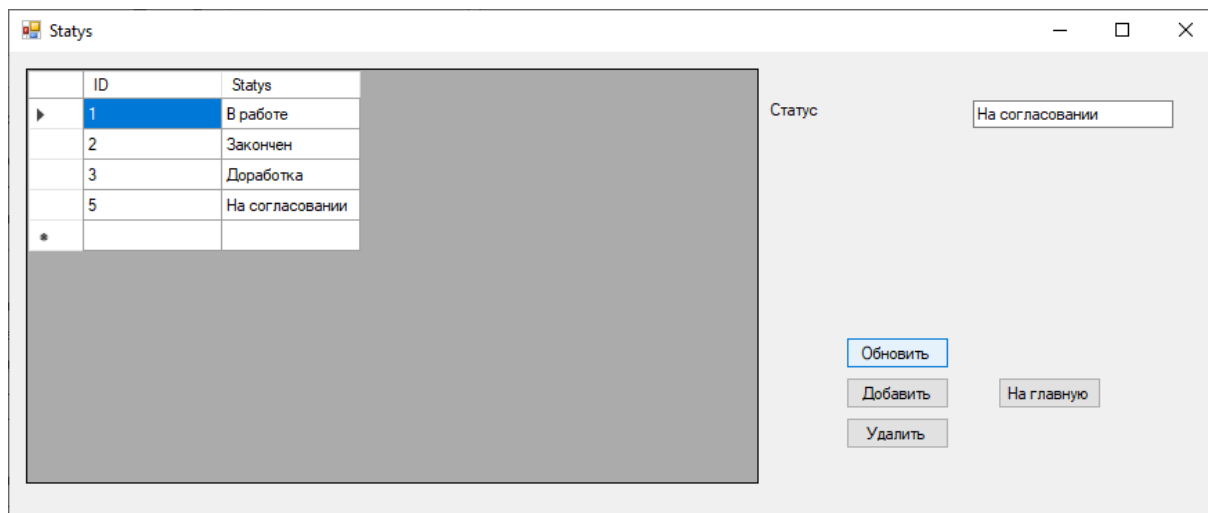 Statys
ID Statys
1 В работе
2 Закончен
3 Доработка
5 На согласовании
Статус На согласовании
Обновить
Добавить На главную
Удалить